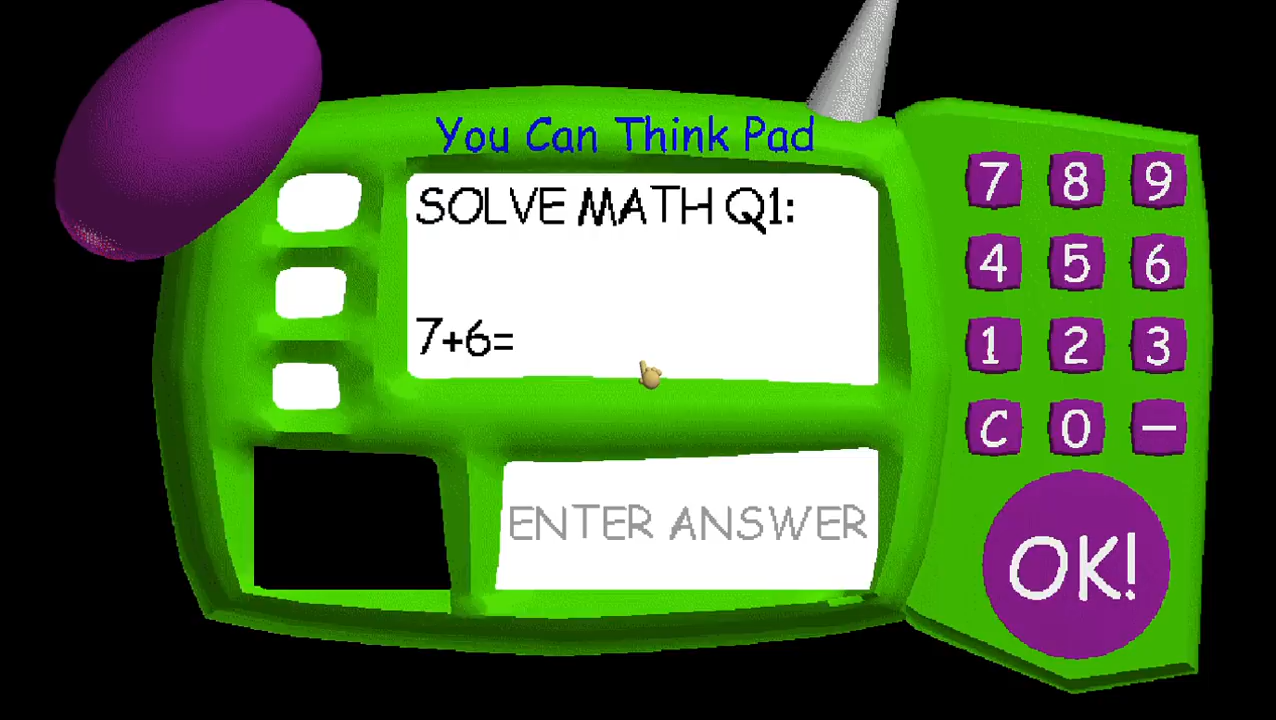 You Can Think Pad
SOLVE MATH Q1:
7+6=
ENTER ANSWER
7 8 9
4 5 6
1 2 3
C 0 −
OK!